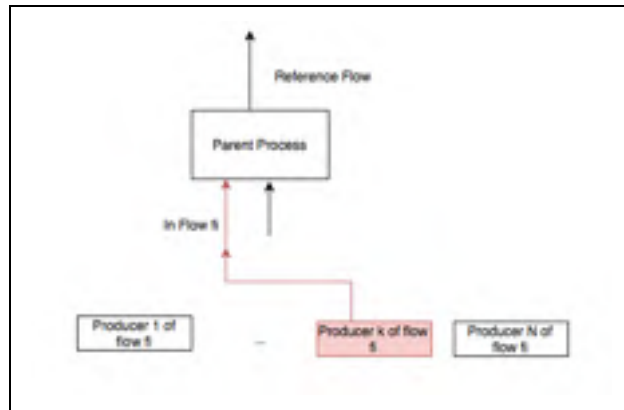 Reference Flow
Parent Process
In Flow fi
Producer 1 of
flow fi
...
Producer k of flow
fi
Producer N of
flow fi